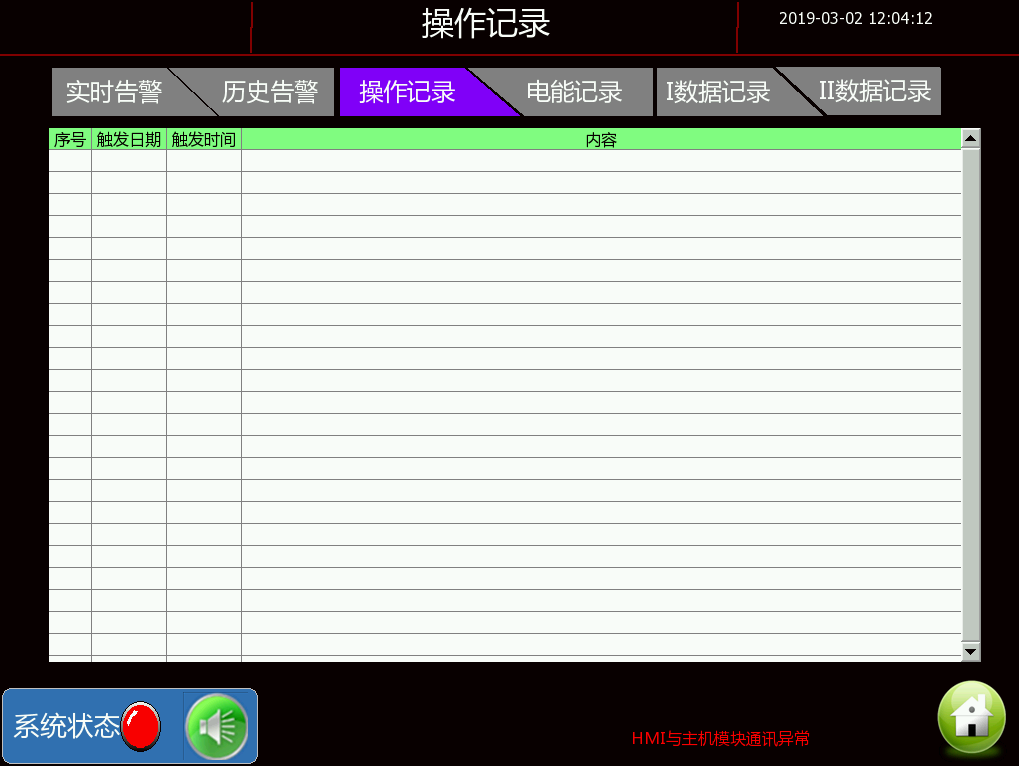 操作记录
2019-03-02 12:04:12
实时告警 历史告警 操作记录 电能记录 I数据记录 II数据记录
序号 触发日期 触发时间 内容
系统状态
HMI与主机模块通讯异常